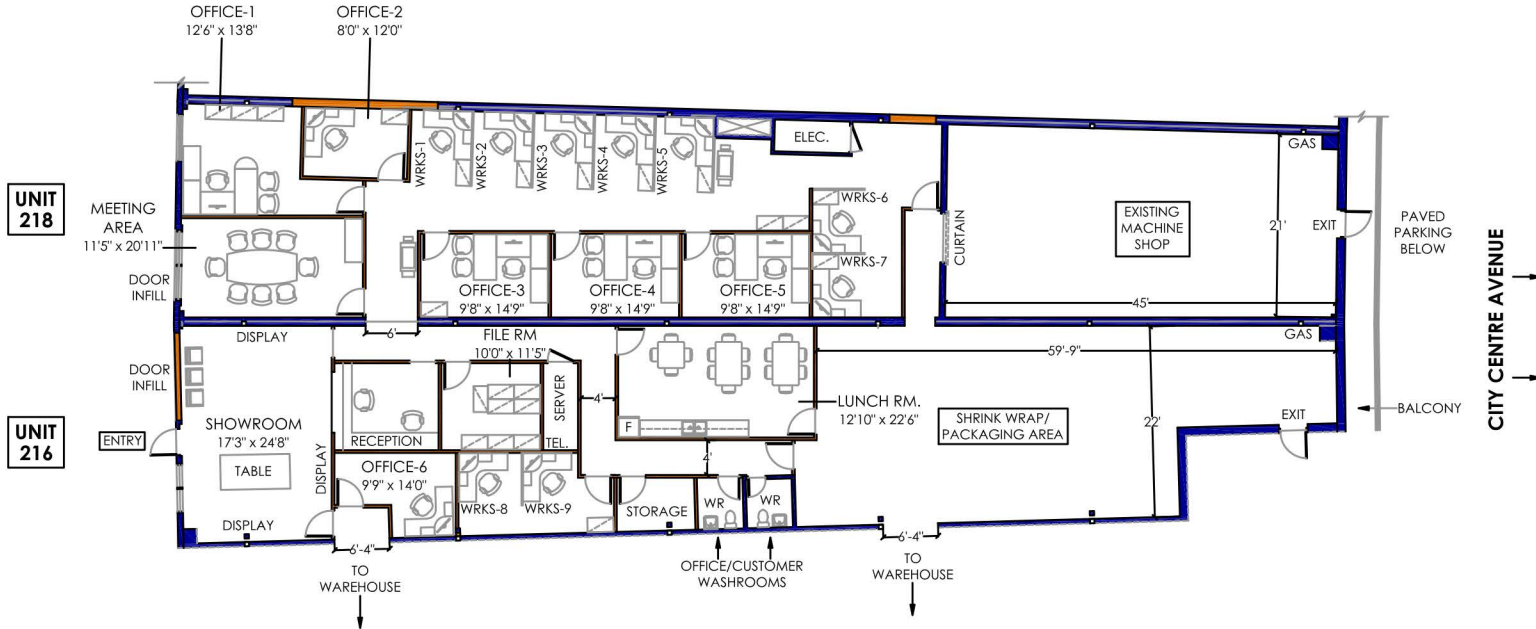 OFFICE-1
12'6" x 13'8"
OFFICE-2
8'0" x 12'0"
UNIT
218
MEETING
AREA
11'5" x 20'11"
DOOR
INFILL
WRKS-1
WRKS-2
WRKS-3
WRKS-4
WRKS-5
ELEC.
WRKS-6
WRKS-7
CURTAIN
EXISTING
MACHINE
SHOP
GAS
21'
EXIT
45'
PAVED
PARKING
BELOW
CITY CENTRE AVENUE
OFFICE-3
9'8" x 14'9"
OFFICE-4
9'8" x 14'9"
OFFICE-5
9'8" x 14'9"
6'
DISPLAY
FILE RM
10'0" x 11'5"
GAS
59'-9"
DOOR
INFILL
UNIT
216
ENTRY
SHOWROOM
17'3" x 24'8"
TABLE
DISPLAY
DISPLAY
RECEPTION
SERVER
TEL.
4'
F
LUNCH RM.
12'10" x 22'6"
SHRINK WRAP/
PACKAGING AREA
22'
EXIT
BALCONY
4'
OFFICE-6
9'9" x 14'0"
WRKS-8
WRKS-9
STORAGE
WR
WR
6'-4"
TO
WAREHOUSE
OFFICE/CUSTOMER
WASHROOMS
6'-4"
TO
WAREHOUSE